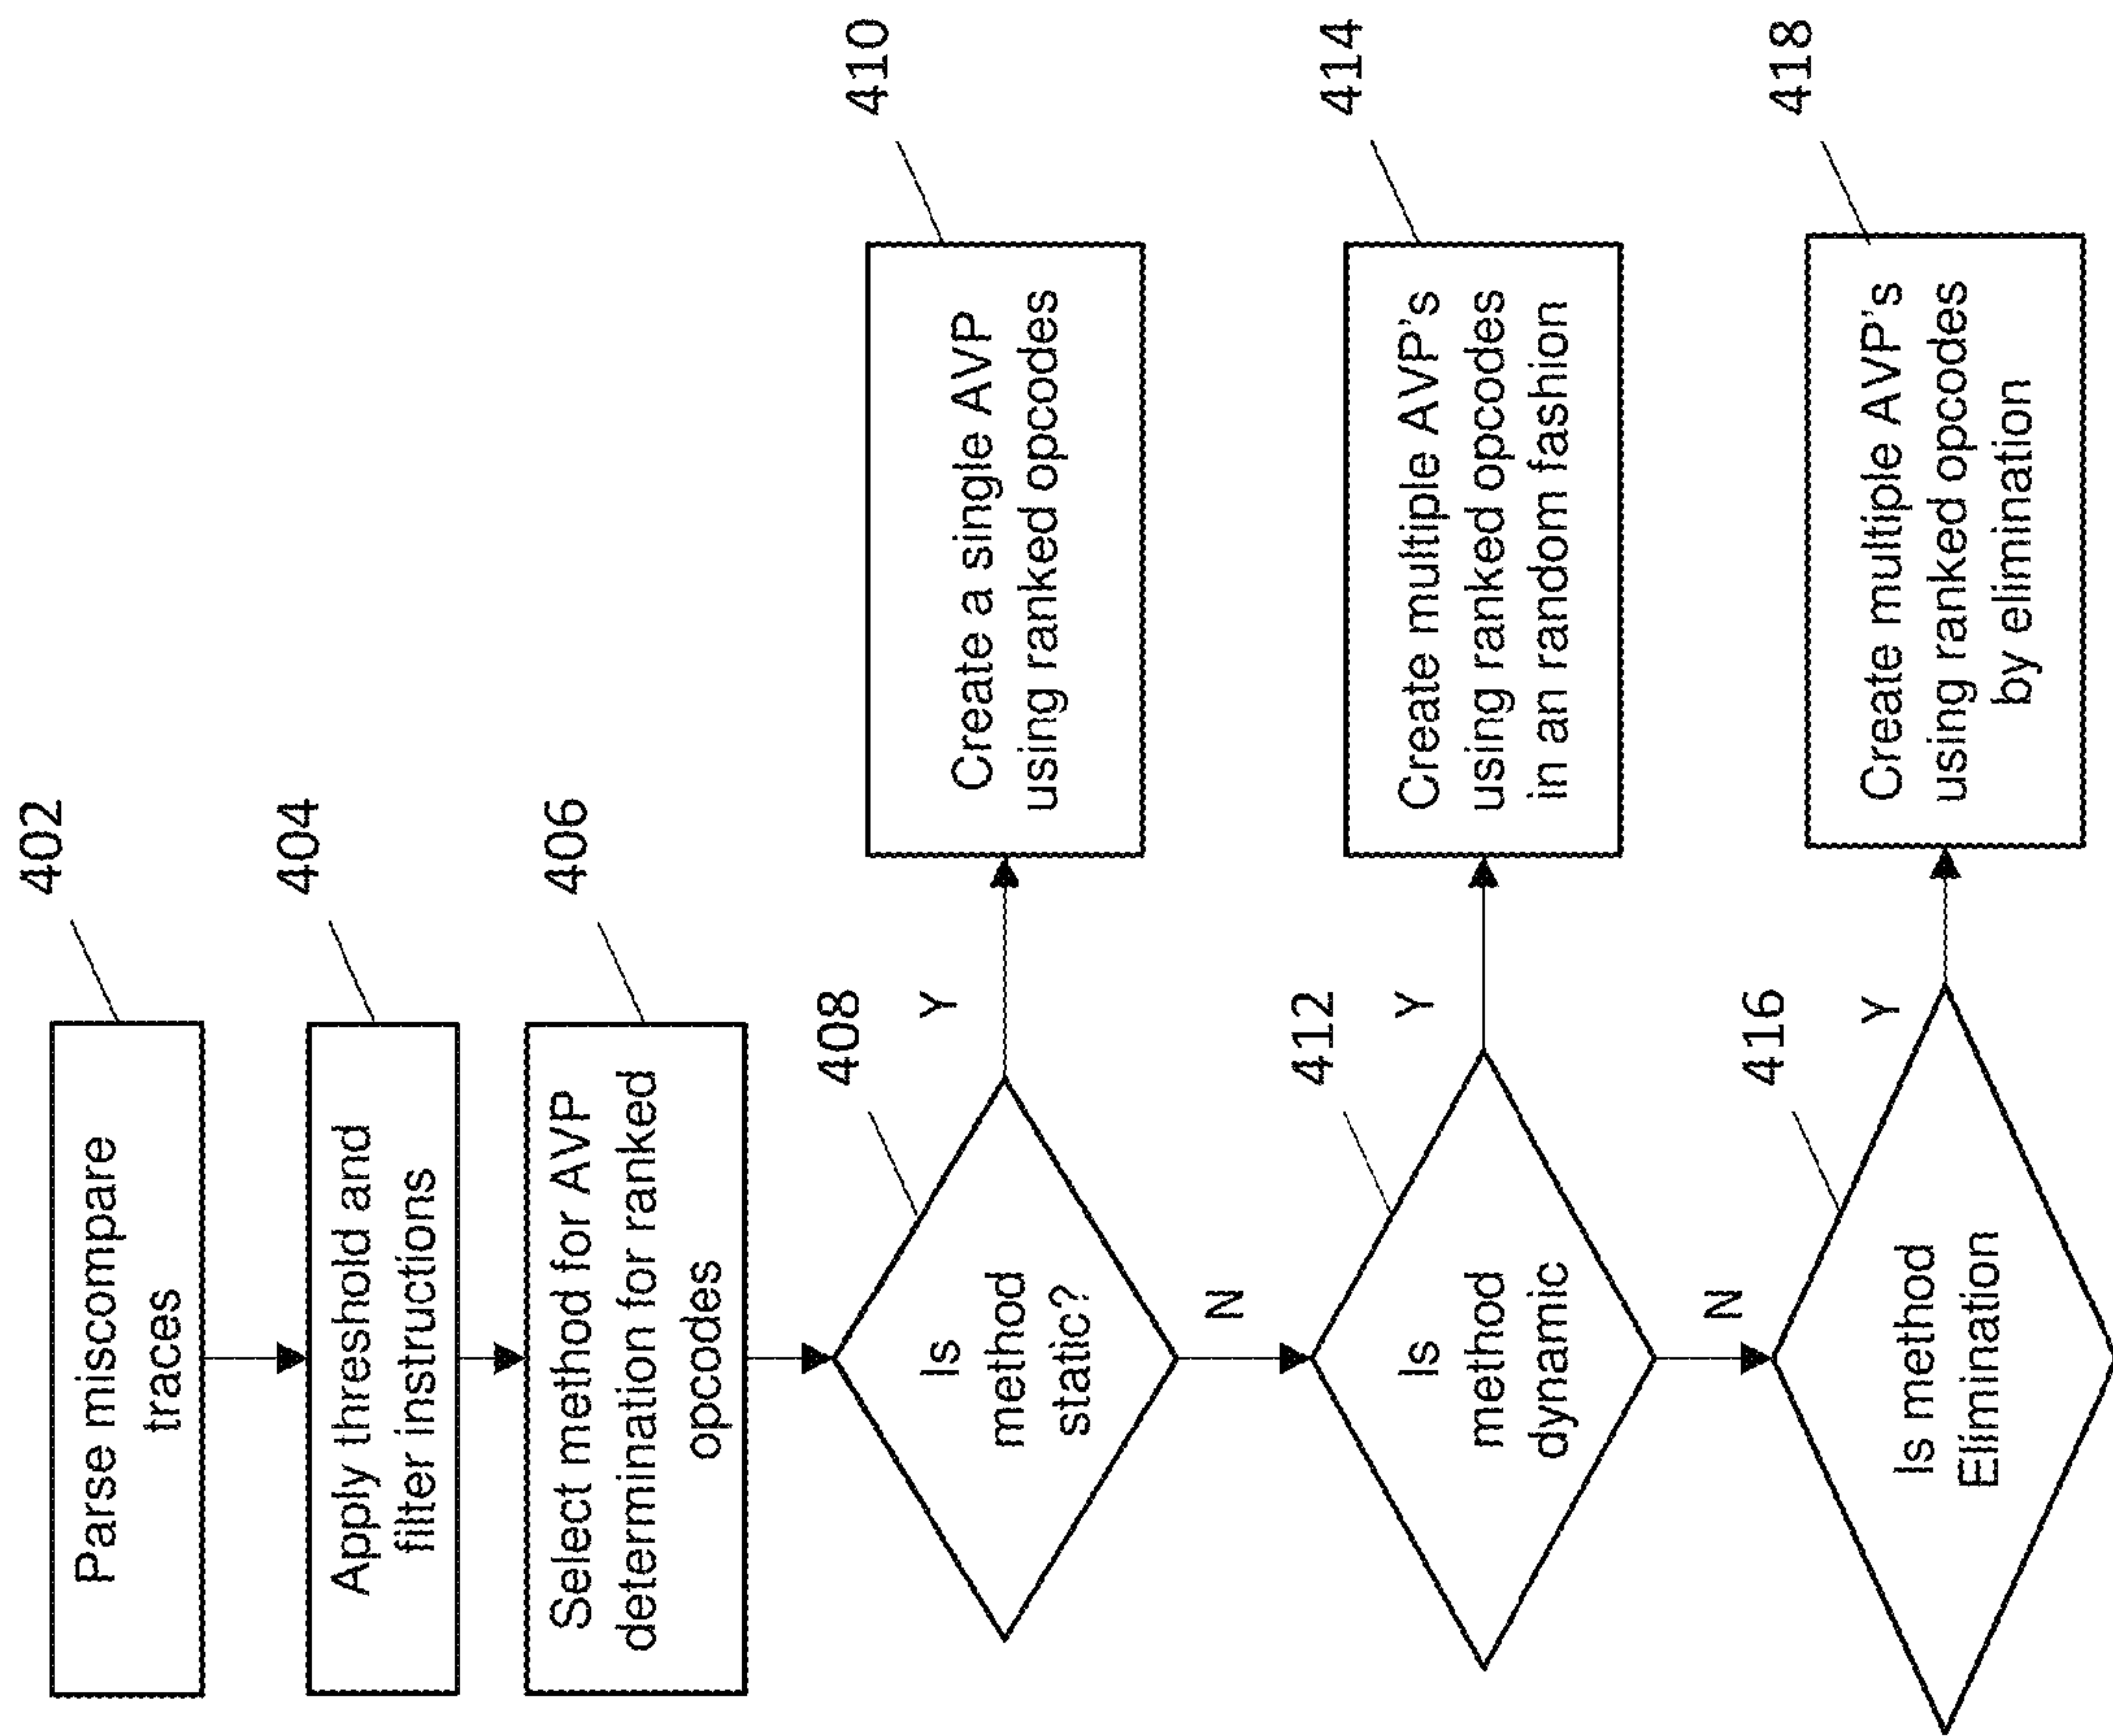 402
Parse miscompare
traces
404
Apply threshold and
filter instructions
406
Select method for AVP
determination for ranked
opcodes
408
Is
method
static?
Y
N
410
Create a single AVP
using ranked opcodes
412
Is
method
dynamic
Y
N
414
Create multiple AVP's
using ranked opcodes
in an random fashion
416
Is method
Elimination
Y
418
Create multiple AVP's
using ranked opcodes
by elimination